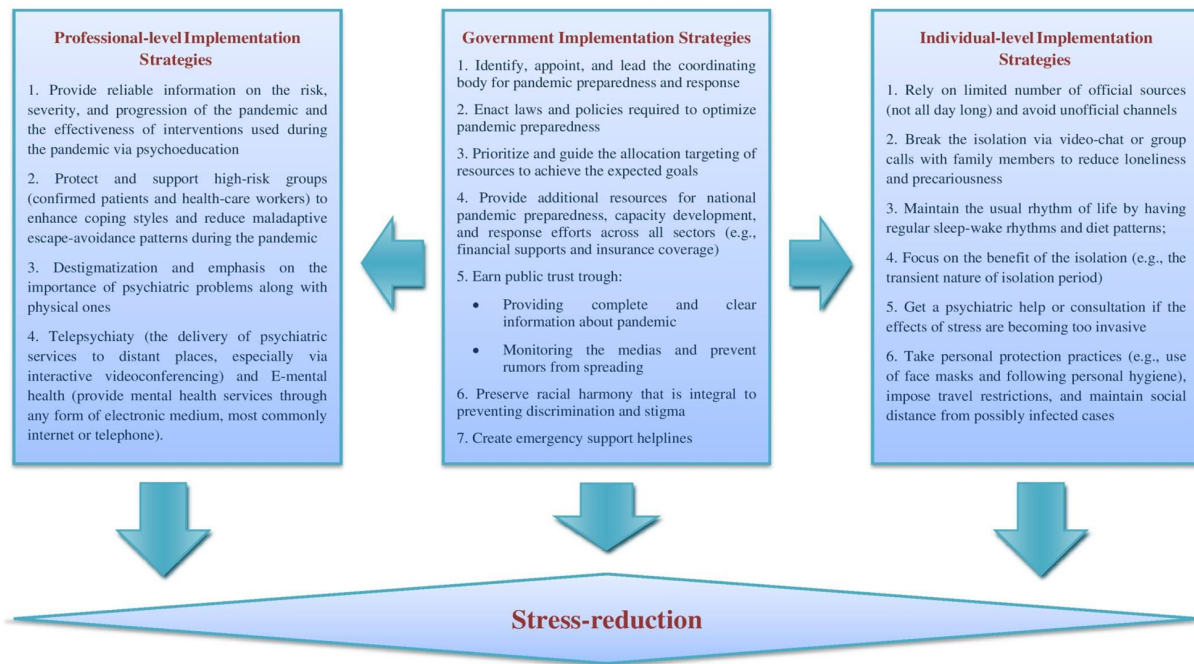 Professional-level Implementation
Strategies
1. Provide reliable information on the risk,
severity, and progression of the pandemic and
the effectiveness of interventions used during
the pandemic via psychoeducation
2. Protect and support high-risk groups
(confirmed patients and health-care workers) to
enhance coping styles and reduce maladaptive
escape-avoidance patterns during the pandemic
3. Destigmatization and emphasis on the
importance of psychiatric problems along with
physical ones
4. Telepsychiaty (the delivery of psychiatric
services to distant places, especially via
interactive videoconferencing) and E-mental
health (provide mental health services through
any form of electronic medium, most commonly
internet or telephone).
Government Implementation Strategies
1. Identify, appoint, and lead the coordinating
body for pandemic preparedness and response
2. Enact laws and policies required to optimize
pandemic preparedness
3. Prioritize and guide the allocation targeting of
resources to achieve the expected goals
4. Provide additional resources for national
pandemic preparedness, capacity development,
and response efforts across all sectors (e.g.,
financial supports and insurance coverage)
5. Earn public trust trough:
• Providing complete and clear
information about pandemic
• Monitoring the medias and prevent
rumors from spreading
6. Preserve racial harmony that is integral to
preventing discrimination and stigma
7. Create emergency support helplines
Individual-level Implementation
Strategies
1. Rely on limited number of official sources
(not all day long) and avoid unofficial channels
2. Break the isolation via video-chat or group
calls with family members to reduce loneliness
and precariousness
3. Maintain the usual rhythm of life by having
regular sleep-wake rhythms and diet patterns;
4. Focus on the benefit of the isolation (e.g., the
transient nature of isolation period)
5. Get a psychiatric help or consultation if the
effects of stress are becoming too invasive
6. Take personal protection practices (e.g., use
of face masks and following personal hygiene),
impose travel restrictions, and maintain social
distance from possibly infected cases
Stress-reduction